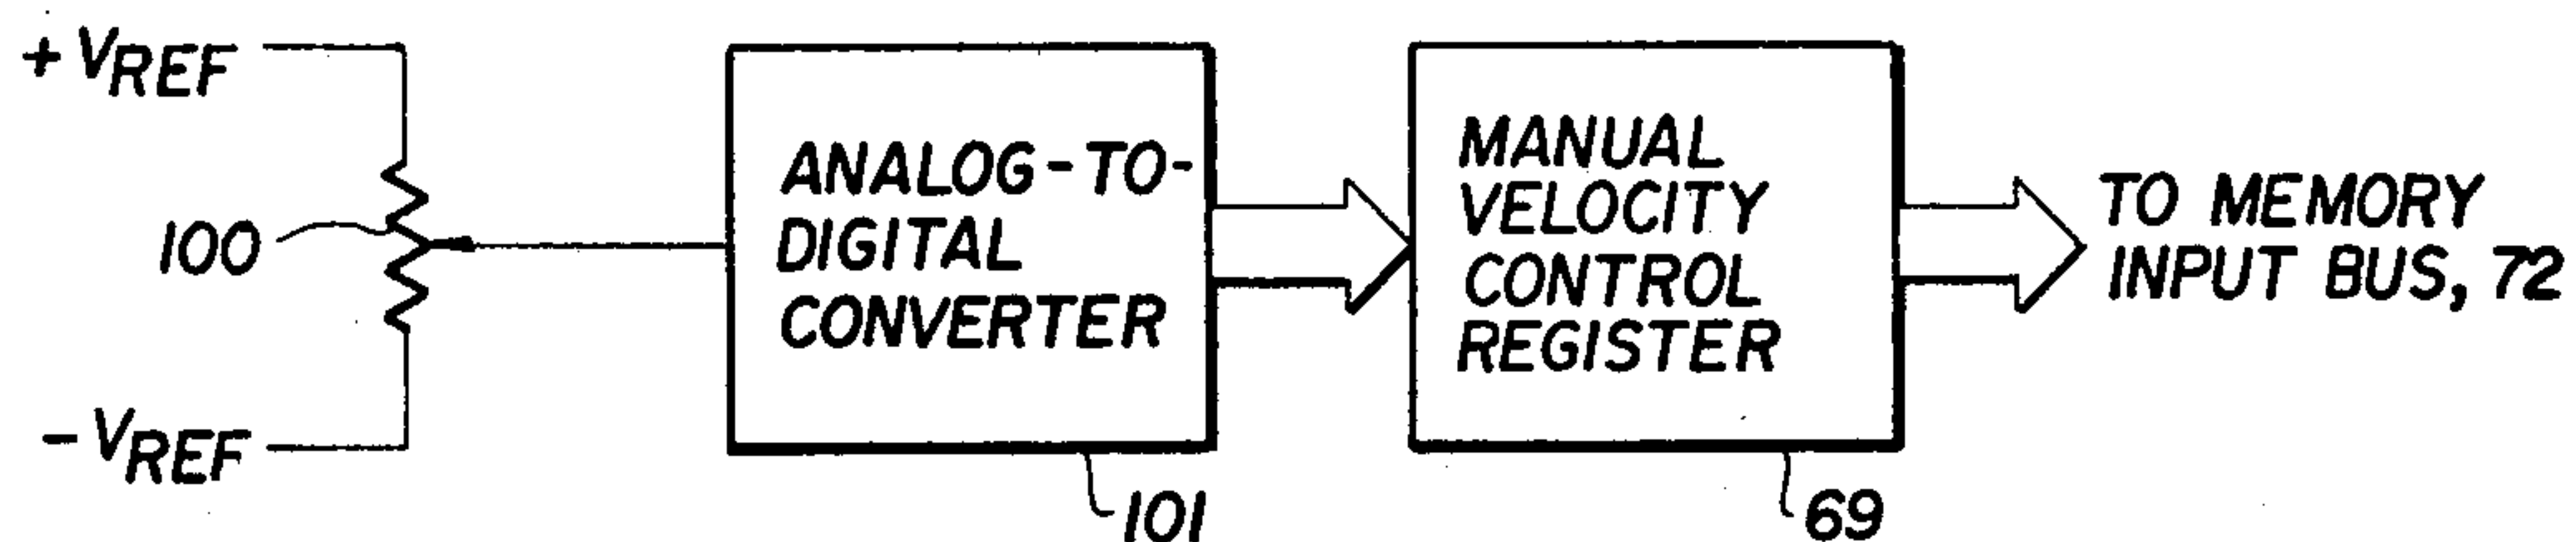 +VREF
100
-VREF
ANALOG-TO-
DIGITAL
CONVERTER
101
MANUAL
VELOCITY
CONTROL
REGISTER
69
TO MEMORY
INPUT BUS, 72